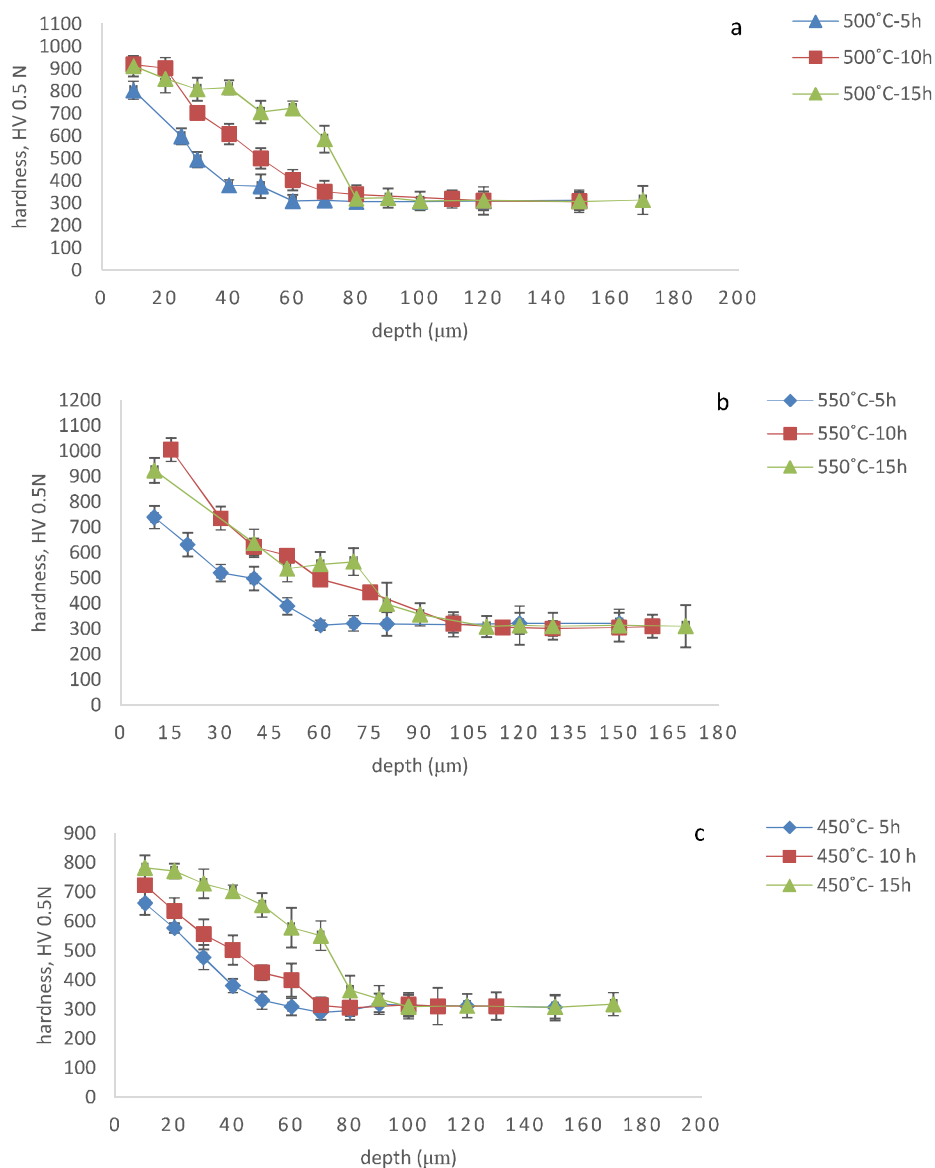 a
500˚C-5h
500˚C-10h
500˚C-15h
hardness, HV 0.5 N
1100
1000
900
800
700
600
500
400
300
200
100
0
0 20 40 60 80 100 120 140 160 180 200
depth (μm)
b
550˚C-5h
550˚C-10h
550˚C-15h
hardness, HV 0.5N
1200
1100
1000
900
800
700
600
500
400
300
200
100
0
0 15 30 45 60 75 90 105 120 135 150 165 180
depth (μm)
c
450˚C- 5h
450˚C- 10 h
450˚C- 15h
hardness, HV 0.5N
900
800
700
600
500
400
300
200
100
0
0 20 40 60 80 100 120 140 160 180 200
depth (μm)